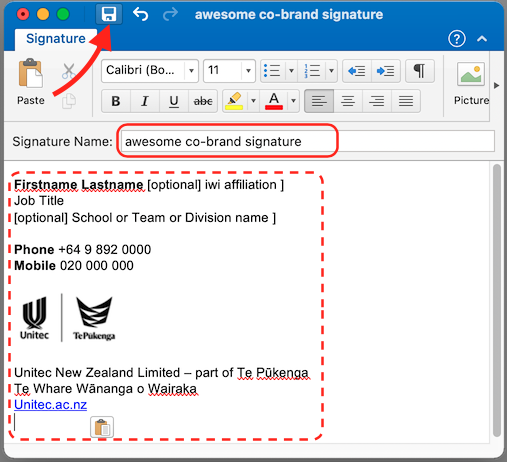 awesome co-brand signature
Signature
?
Paste
Calibri (Bo...
11
B I U abc
A
Picture
Signature Name: awesome co-brand signature
Firstname Lastname [optional] iwi affiliation ]
Job Title
[optional] School or Team or Division name ]
Phone +64 9 892 0000
Mobile 020 000 000
Unitec TePūkenga
Unitec New Zealand Limited – part of Te Pūkenga
Te Whare Wānanga o Wairaka
Unitec.ac.nz